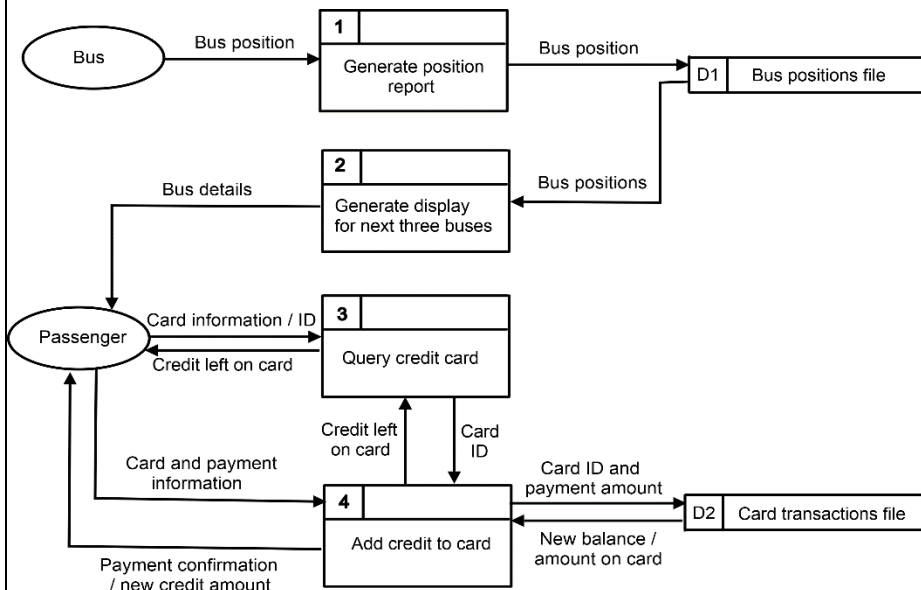 1
Bus
Bus position
Generate position
report
Bus position
D1
Bus positions file
2
Bus details
Generate display
for next three buses
Bus positions
Passenger
Card information / ID
Credit left on card
3
Query credit card
Credit left
on card
Card
ID
Card and payment
information
4
Add credit to card
Card ID and
payment amount
D2
Card transactions file
New balance /
amount on card
Payment confirmation
/ new credit amount